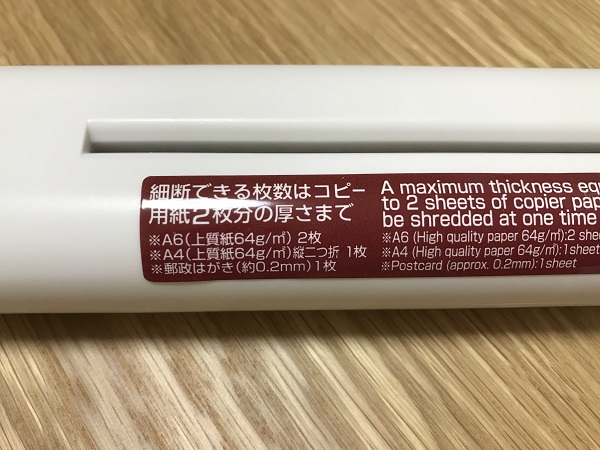 細断できる枚数はコピー
用紙2枚分の厚さまで
※A6(上質紙64g/㎡) 2枚
※A4(上質紙64g/㎡)縦二つ折 1枚
※郵政はがき(約0.2mm)1枚
A maximum thickness
to 2 sheets of copier
be shredded at one time
※A6 (High quality paper 64g/㎡):2
※A4 (High quality paper 64g/㎡):1sheet
※Postcard (approx. 0.2mm):1sheet